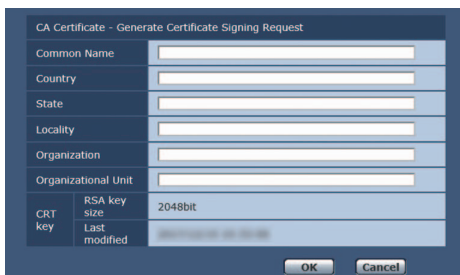 CA Certificate - Generate Certificate Signing Request
Common Name
Country
State
Locality
Organization
Organizational Unit
CRT key
RSA key size
2048bit
Last modified
OK Cancel